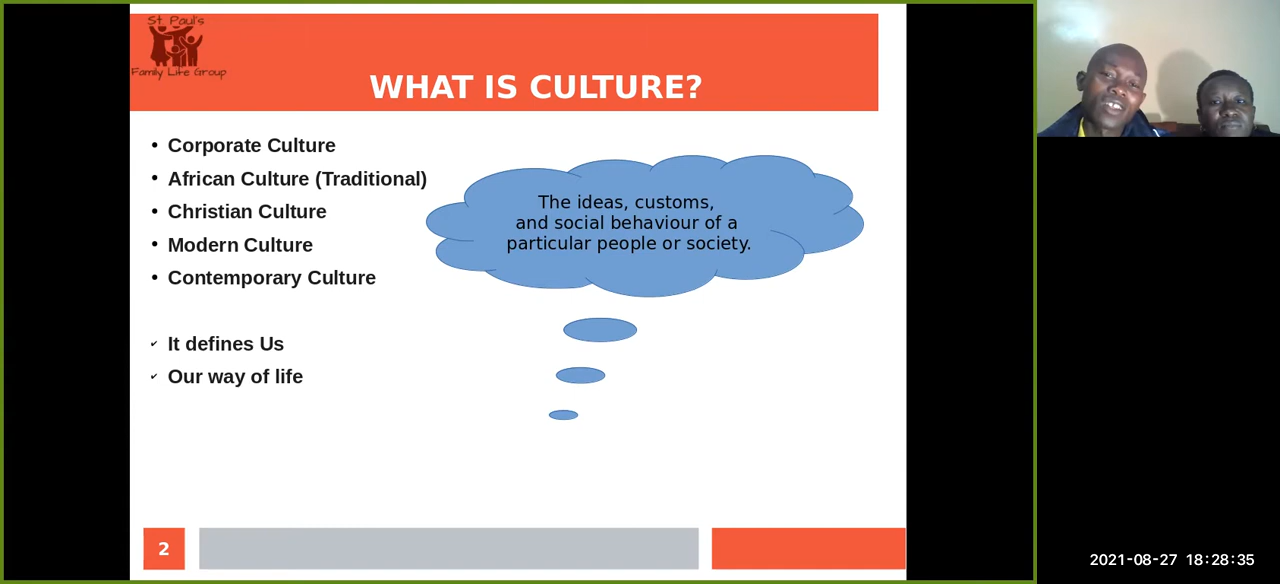 St. Paul's
Family Life Group
WHAT IS CULTURE?
• Corporate Culture
• African Culture (Traditional)
• Christian Culture
• Modern Culture
• Contemporary Culture
✔ It defines Us
✔ Our way of life
The ideas, customs,
and social behaviour of a
particular people or society.
2
2021-08-27 18:28:35